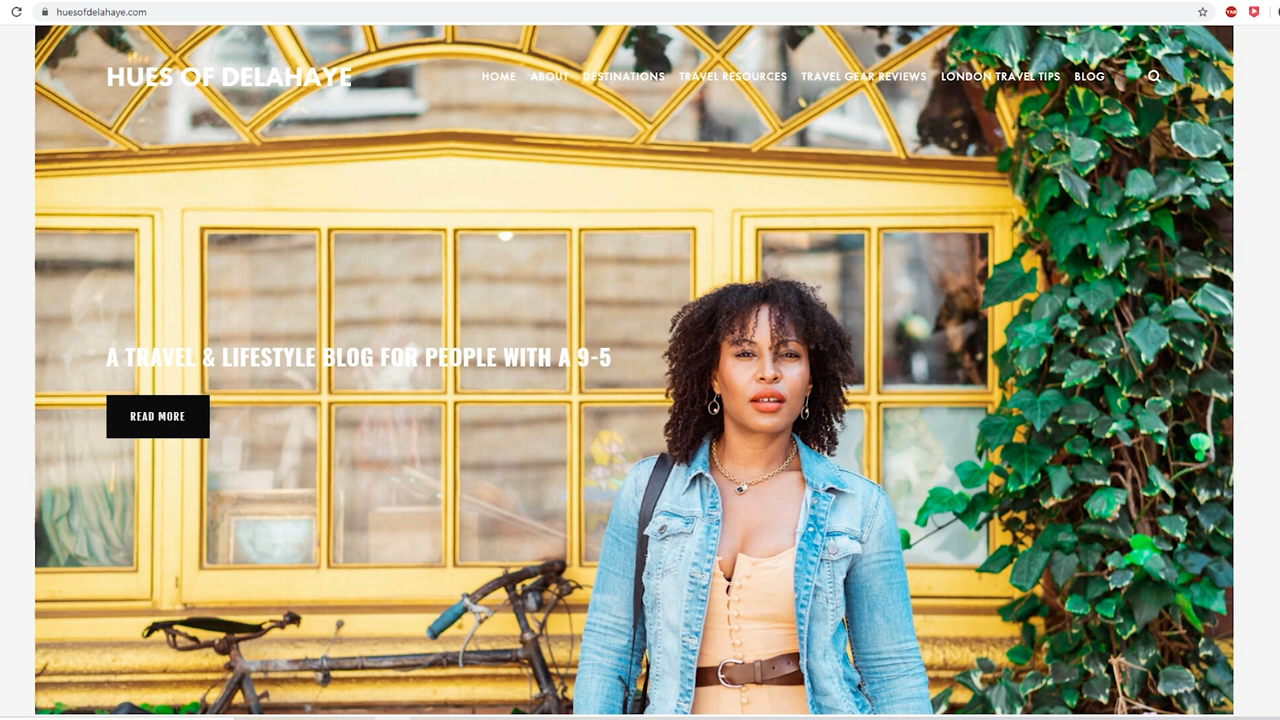 huesofdelahaye.com
HUES OF DELAHAYE
HOME ABOUT DESTINATIONS TRAVEL RESOURCES TRAVEL GEAR REVIEWS LONDON TRAVEL TIPS BLOG
A TRAVEL & LIFESTYLE BLOG FOR PEOPLE WITH A 9-5
READ MORE